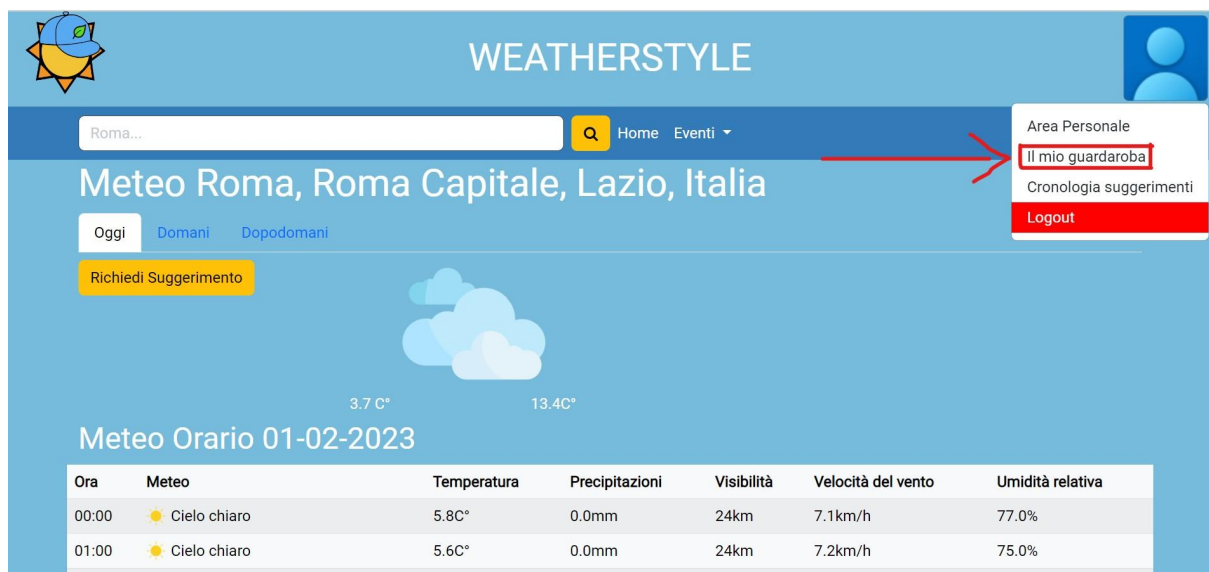 WEATHERSTYLE
Roma...
Home Eventi
Area Personale
Il mio guardaroba
Cronologia suggerimenti
Logout
Meteo Roma, Roma Capitale, Lazio, Italia
Oggi Domani Dopodomani
Richiedi Suggerimento
3.7 C° 13.4C°
Meteo Orario 01-02-2023
Ora Meteo Temperatura Precipitazioni Visibilità Velocità del vento Umidità relativa
00:00 Cielo chiaro 5.8C° 0.0mm 24km 7.1km/h 77.0%
01:00 Cielo chiaro 5.6C° 0.0mm 24km 7.2km/h 75.0%